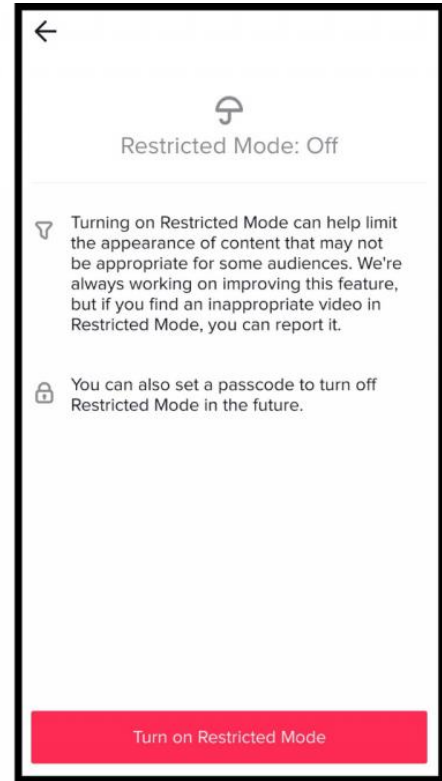 Restricted Mode: Off
Turning on Restricted Mode can help limit
the appearance of content that may not
be appropriate for some audiences. We're
always working on improving this feature,
but if you find an inappropriate video in
Restricted Mode, you can report it.
You can also set a passcode to turn off
Restricted Mode in the future.
Turn on Restricted Mode